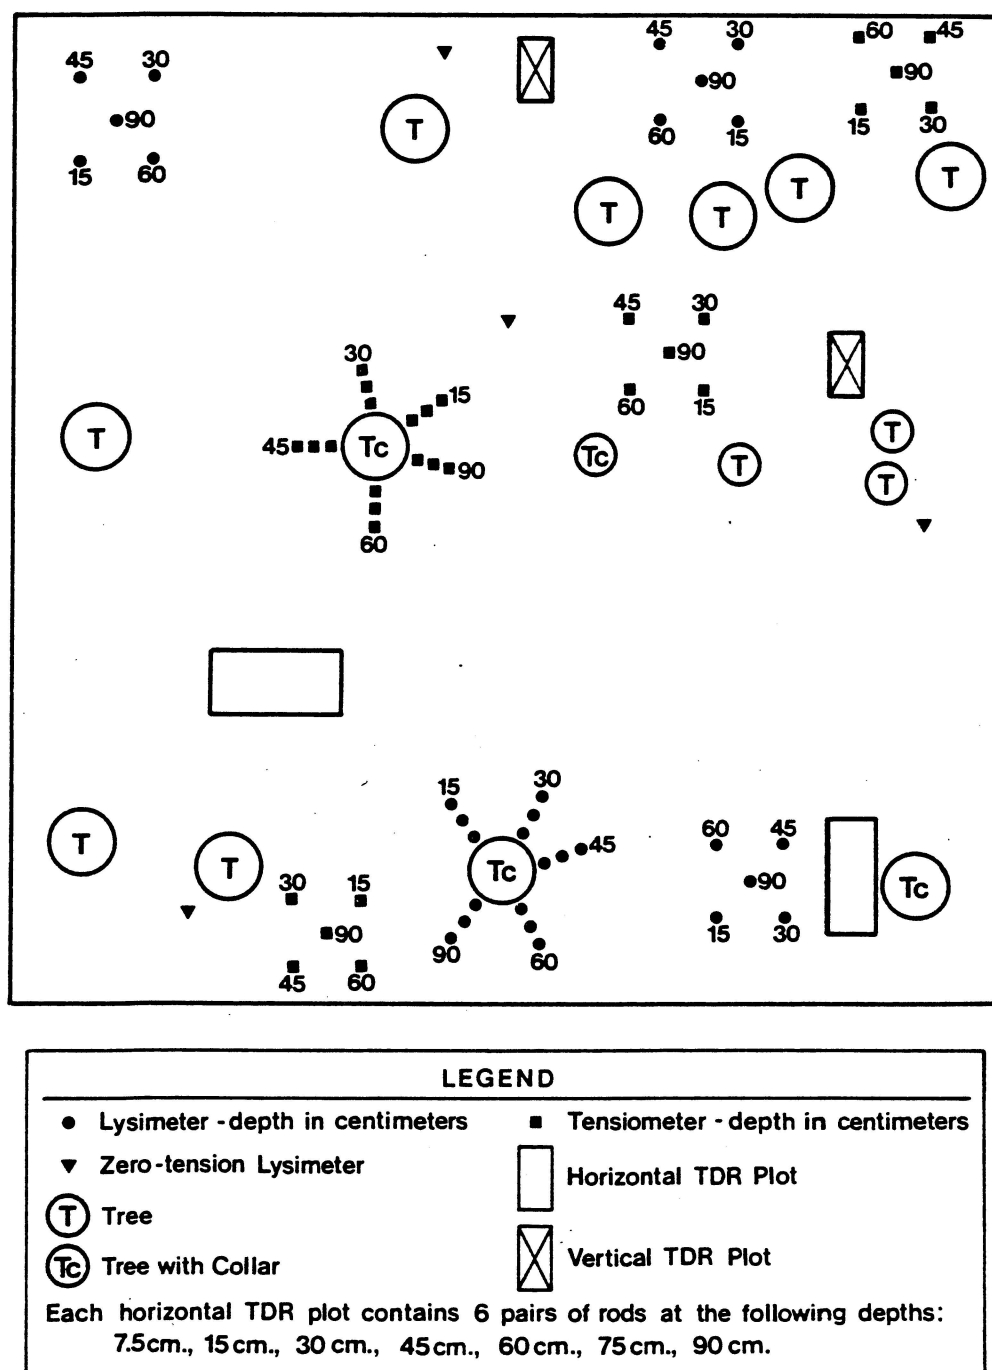 45 30
90
15 60
T
45 30
90
60 15
60 45
90
15 30
T
T
T
T
45 30
90
60 15
30
15
45
Tc
90
60
T
Tc
T
T
T
T
T
30 15
90
45 60
15
30
45
Tc
90
60
60 45
90
15 30
Tc
LEGEND
Lysimeter - depth in centimeters
Tensiometer - depth in centimeters
Zero-tension Lysimeter
Horizontal TDR Plot
T Tree
Tc Tree with Collar
Vertical TDR Plot
Each horizontal TDR plot contains 6 pairs of rods at the following depths:
7.5cm., 15cm., 30 cm., 45cm., 60cm., 75cm., 90 cm.